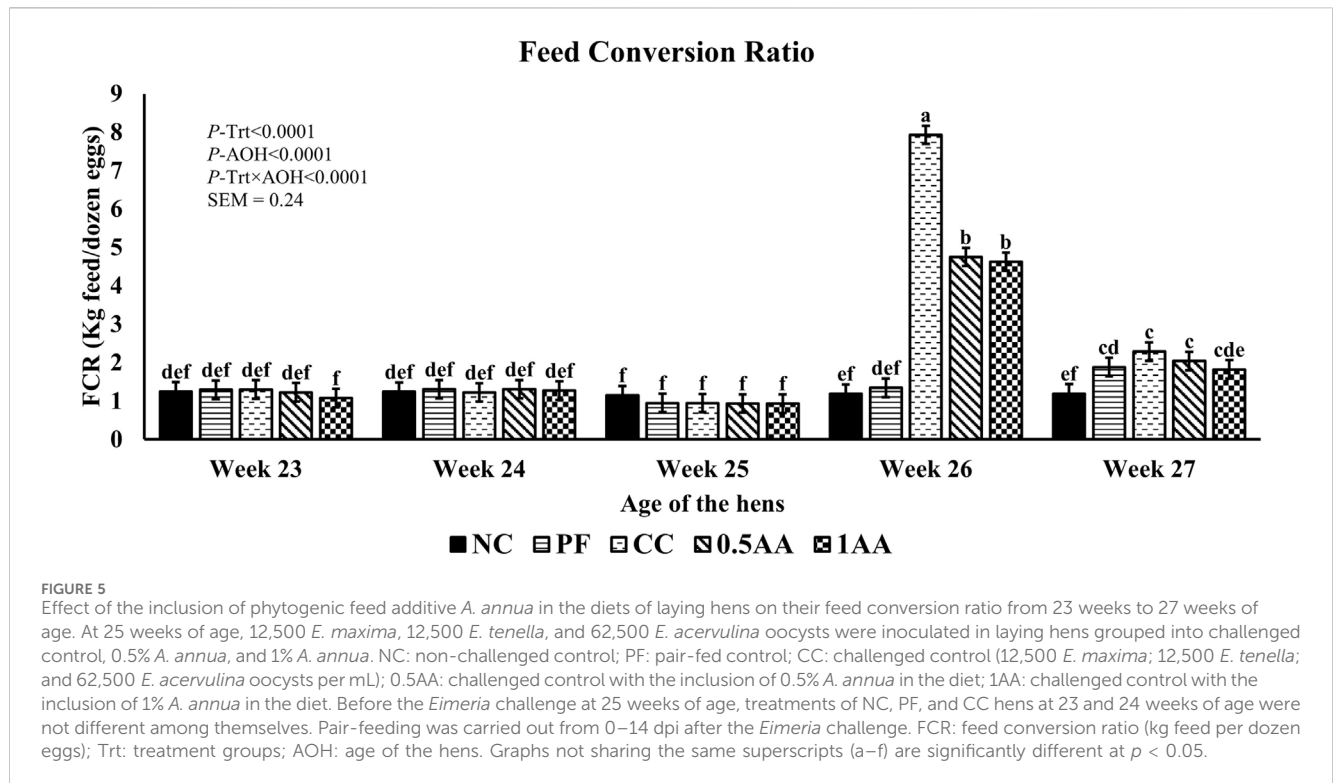 Feed Conversion Ratio
FCR (Kg feed/dozen eggs)
9
8
7
6
5
4
3
2
1
0
P-Trt<0.0001
P-AOH<0.0001
P-Trt×AOH<0.0001
SEM = 0.24
def def def def f
def def def def def
f f f f f
ef def a b b
ef cd c c cde
Week 23 Week 24 Week 25 Week 26 Week 27
Age of the hens
NC PF CC 0.5AA 1AA
FIGURE 5
Effect of the inclusion of phytogenic feed additive A. annua in the diets of laying hens on their feed conversion ratio from 23 weeks to 27 weeks of
age. At 25 weeks of age, 12,500 E. maxima, 12,500 E. tenella, and 62,500 E. acervulina oocysts were inoculated in laying hens grouped into challenged
control, 0.5% A. annua, and 1% A. annua. NC: non-challenged control; PF: pair-fed control; CC: challenged control (12,500 E. maxima; 12,500 E. tenella;
and 62,500 E. acervulina oocysts per mL); 0.5AA: challenged control with the inclusion of 0.5% A. annua in the diet; 1AA: challenged control with the
inclusion of 1% A. annua in the diet. Before the Eimeria challenge at 25 weeks of age, treatments of NC, PF, and CC hens at 23 and 24 weeks of age were
not different among themselves. Pair-feeding was carried out from 0–14 dpi after the Eimeria challenge. FCR: feed conversion ratio (kg feed per dozen
eggs); Trt: treatment groups; AOH: age of the hens. Graphs not sharing the same superscripts (a–f) are significantly different at p < 0.05.